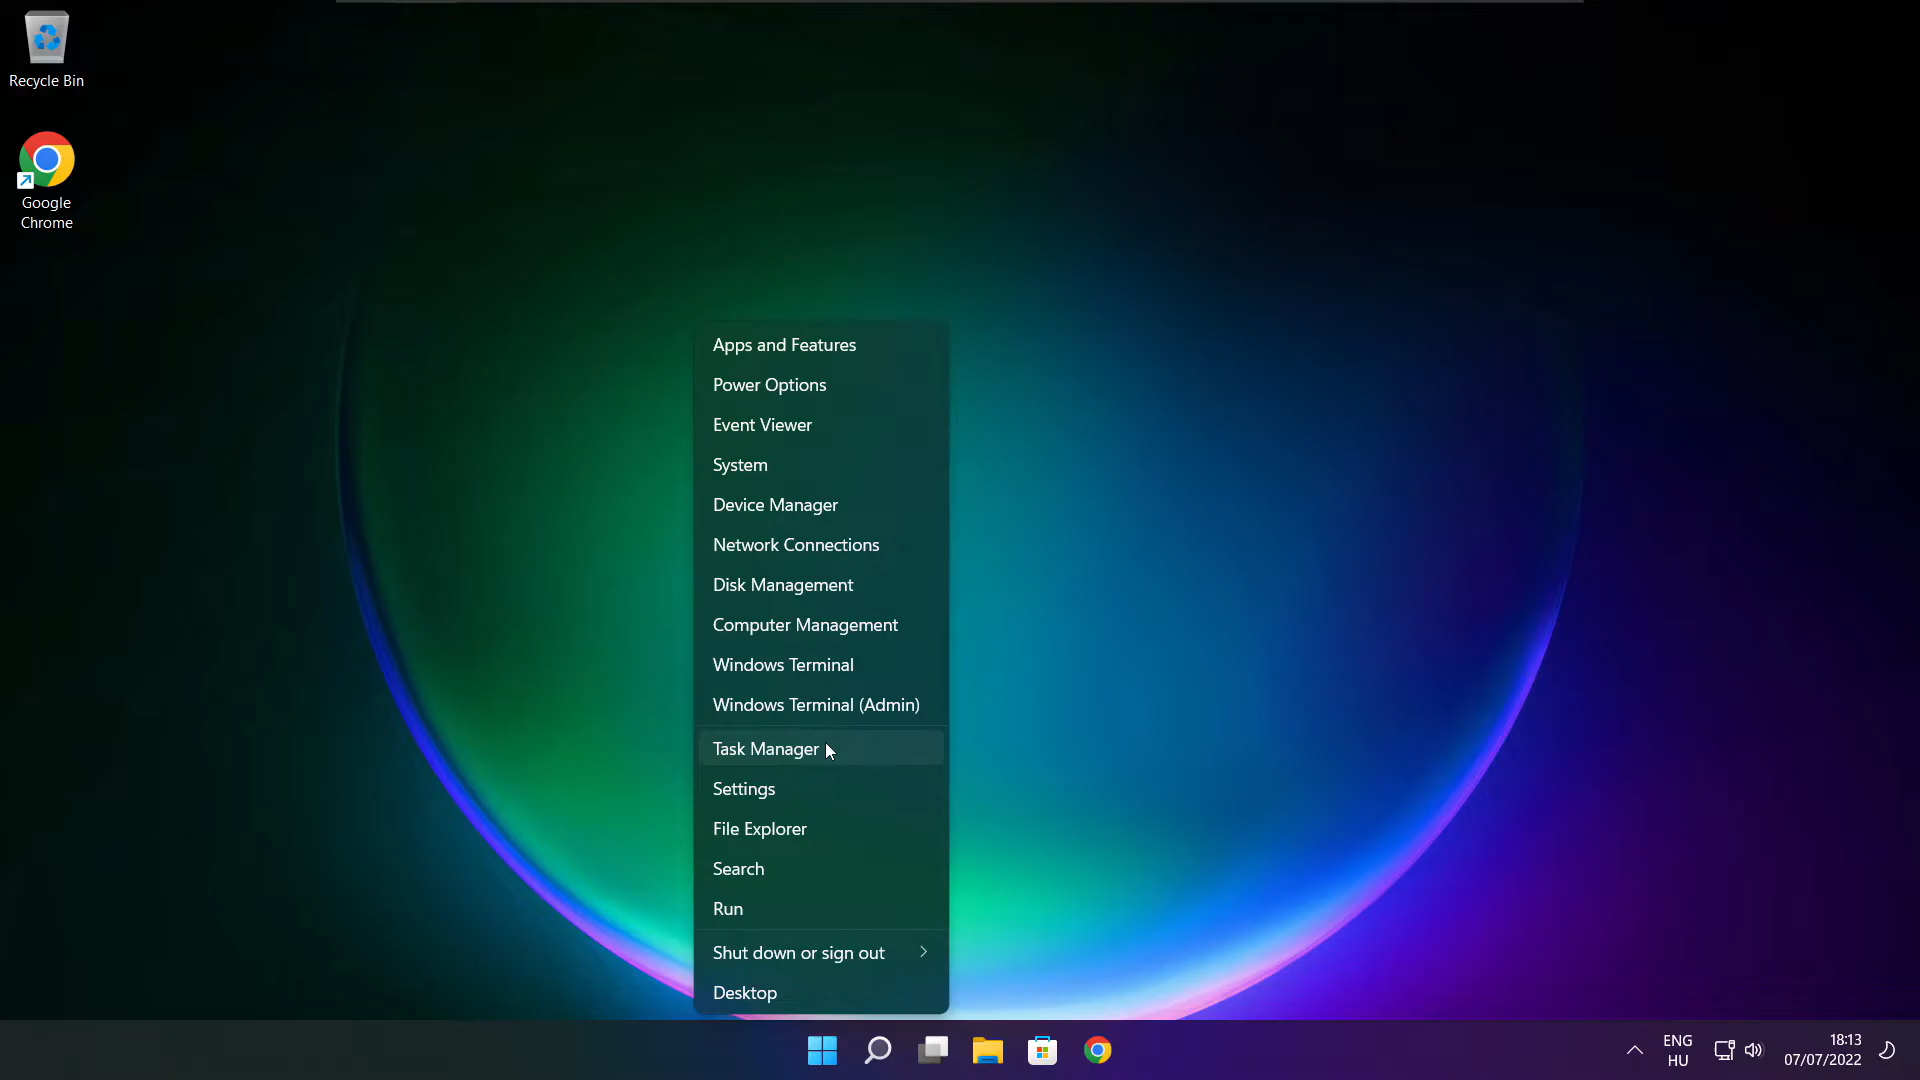 Recycle Bin
Google
Chrome
Apps and Features
Power Options
Event Viewer
System
Device Manager
Network Connections
Disk Management
Computer Management
Windows Terminal
Windows Terminal (Admin)
Task Manager
Settings
File Explorer
Search
Run
Shut down or sign out
Desktop
ENG
HU
18:13
07/07/2022